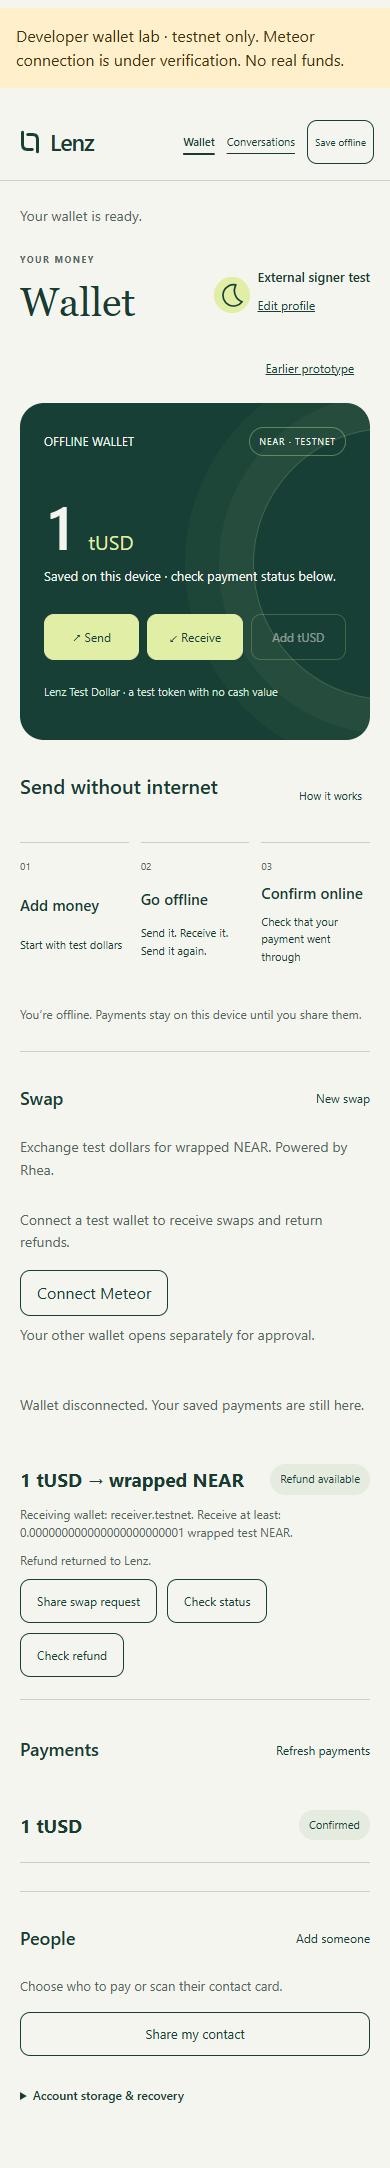 Developer wallet lab · testnet only. Meteor
connection is under verification. No real funds.
Lenz
Wallet
Conversations
Save offline
Your wallet is ready.
YOUR MONEY
Wallet
External signer test
Edit profile
Earlier prototype
OFFLINE WALLET
NEAR · TESTNET
1 tUSD
Saved on this device · check payment status below.
↗ Send
↙ Receive
Add tUSD
Lenz Test Dollar · a test token with no cash value
Send without internet
How it works
01
Add money
Start with test dollars
02
Go offline
Send it. Receive it.
Send it again.
03
Confirm online
Check that your
payment went
through
You’re offline. Payments stay on this device until you share them.
Swap
New swap
Exchange test dollars for wrapped NEAR. Powered by
Rhea.
Connect a test wallet to receive swaps and return
refunds.
Connect Meteor
Your other wallet opens separately for approval.
Wallet disconnected. Your saved payments are still here.
1 tUSD → wrapped NEAR
Refund available
Receiving wallet: receiver.testnet. Receive at least:
0.000000000000000000000001 wrapped test NEAR.
Refund returned to Lenz.
Share swap request
Check status
Check refund
Payments
Refresh payments
1 tUSD
Confirmed
People
Add someone
Choose who to pay or scan their contact card.
Share my contact
▶ Account storage & recovery